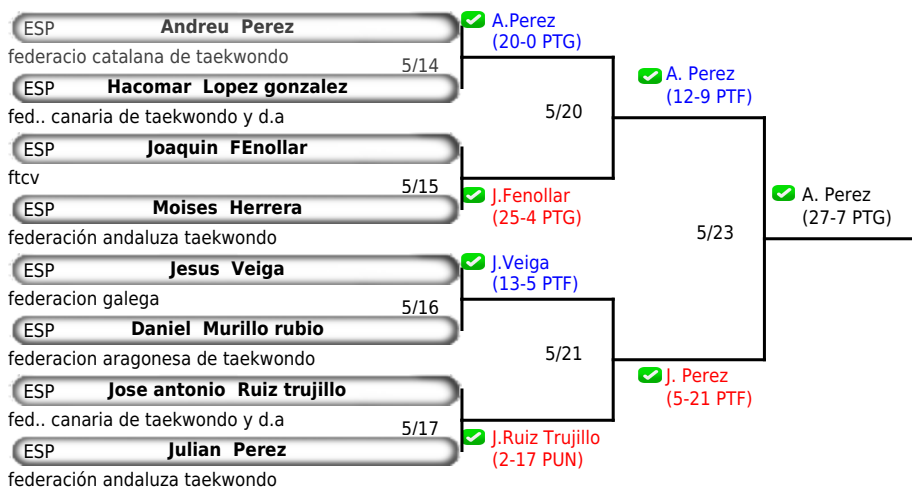 ESP Andreu Perez
federacio catalana de taekwondo
5/14
ESP Hacomar Lopez gonzalez
fed.. canaria de taekwondo y d.a
ESP Joaquin FEnollar
ftcv
5/15
ESP Moises Herrera
federación andaluza taekwondo
ESP Jesus Veiga
federacion galega
5/16
ESP Daniel Murillo rubio
federacion aragonesa de taekwondo
ESP Jose antonio Ruiz trujillo
fed.. canaria de taekwondo y d.a
5/17
ESP Julian Perez
federación andaluza taekwondo
A.Perez
(20-0 PTG)
5/20
J.Fenollar
(25-4 PTG)
J.Veiga
(13-5 PTF)
5/21
J.Ruiz Trujillo
(2-17 PUN)
A. Perez
(12-9 PTF)
5/23
J. Perez
(5-21 PTF)
A. Perez
(27-7 PTG)